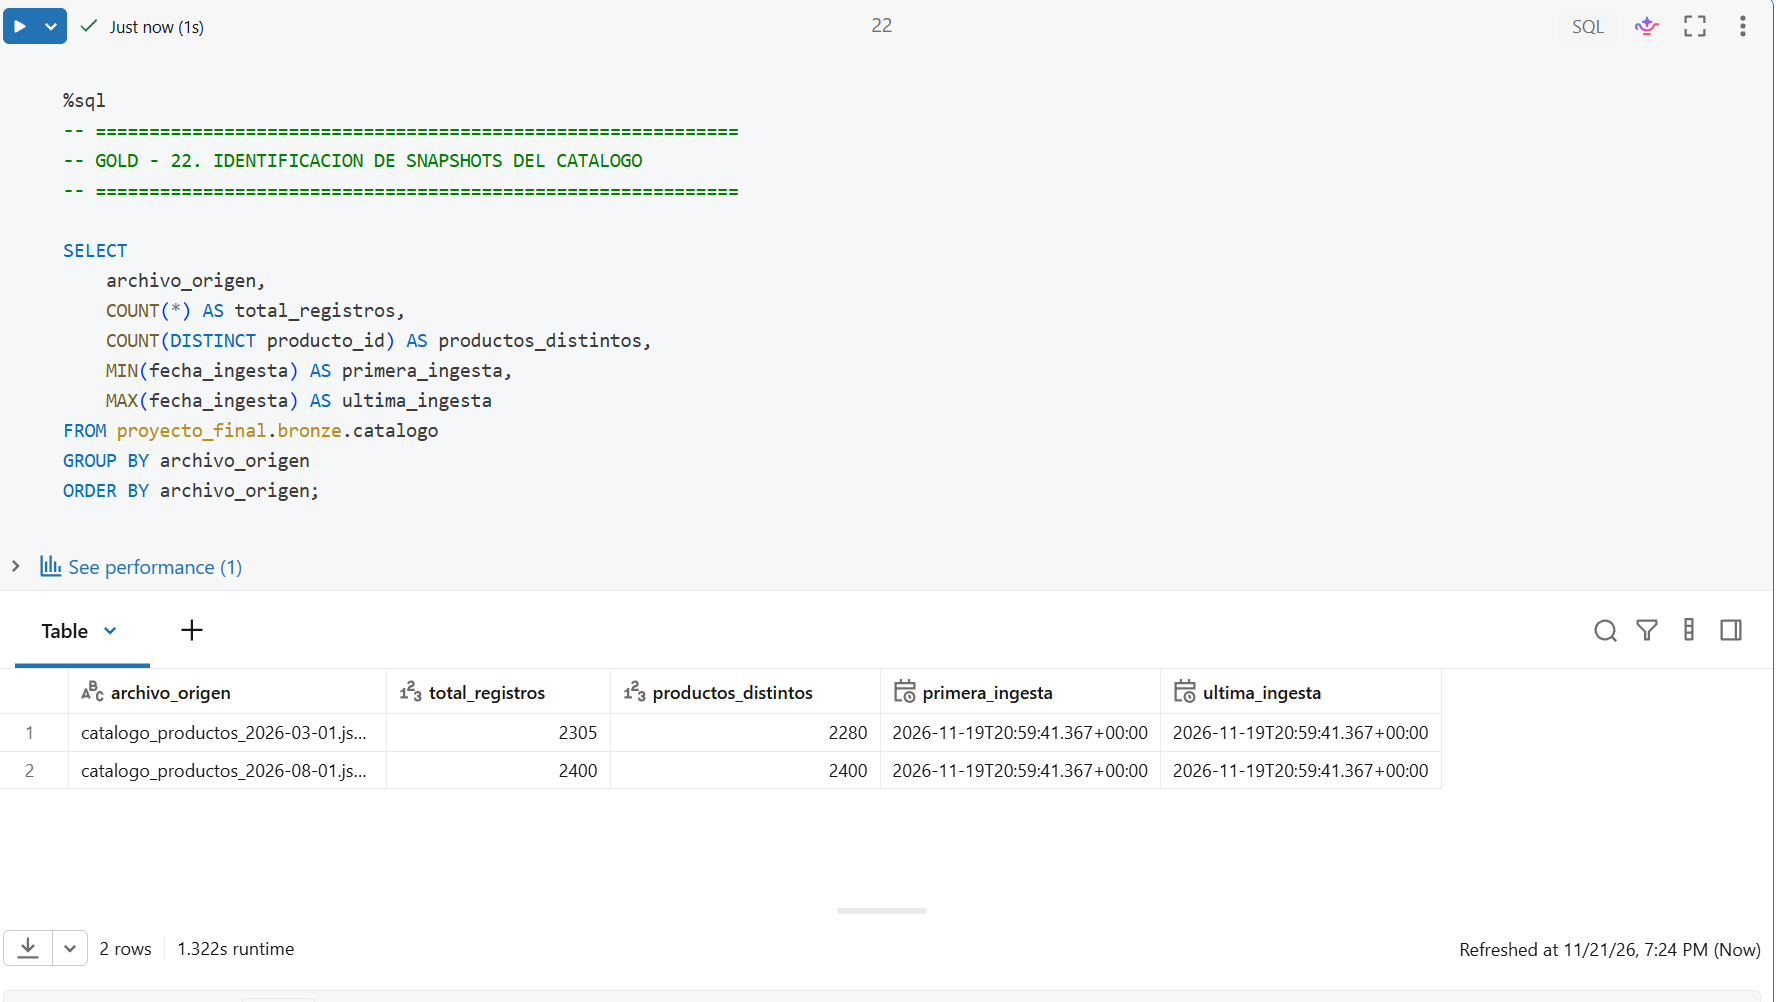 Just now (1s)
22
SQL
%sql
-- ============================================================
-- GOLD - 22. IDENTIFICACION DE SNAPSHOTS DEL CATALOGO
-- ============================================================
SELECT
archivo_origen,
COUNT(*) AS total_registros,
COUNT(DISTINCT producto_id) AS productos_distintos,
MIN(fecha_ingesta) AS primera_ingesta,
MAX(fecha_ingesta) AS ultima_ingesta
FROM proyecto_final.bronze.catalogo
GROUP BY archivo_origen
ORDER BY archivo_origen;
See performance (1)
Table
archivo_origen total_registros productos_distintos primera_ingesta ultima_ingesta
1 catalogo_productos_2026-03-01.js... 2305 2280 2026-11-19T20:59:41.367+00:00 2026-11-19T20:59:41.367+00:00
2 catalogo_productos_2026-08-01.js... 2400 2400 2026-11-19T20:59:41.367+00:00 2026-11-19T20:59:41.367+00:00
2 rows 1.322s runtime
Refreshed at 11/21/26, 7:24 PM (Now)